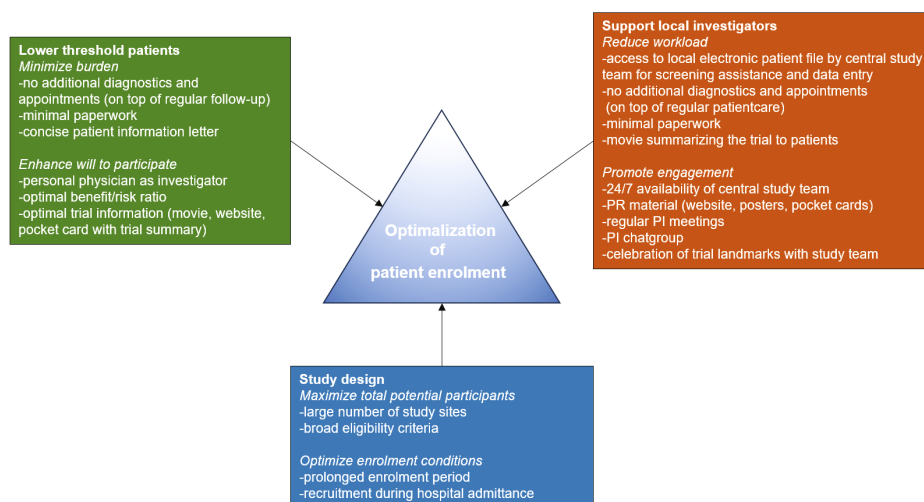 Lower threshold patients
Minimize burden
-no additional diagnostics and
appointments (on top of regular follow-up)
-minimal paperwork
-concise patient information letter
Enhance will to participate
-personal physician as investigator
-optimal benefit/risk ratio
-optimal trial information (movie, website,
pocket card with trial summary)
Support local investigators
Reduce workload
-access to local electronic patient file by central study
team for screening assistance and data entry
-no additional diagnostics and appointments
(on top of regular patientcare)
-minimal paperwork
-movie summarizing the trial to patients
Promote engagement
-24/7 availability of central study team
-PR material (website, posters, pocket cards)
-regular PI meetings
-PI chatgroup
-celebration of trial landmarks with study team
Optimalization
of
patient enrolment
Study design
Maximize total potential participants
-large number of study sites
-broad eligibility criteria
Optimize enrolment conditions
-prolonged enrolment period
-recruitment during hospital admittance